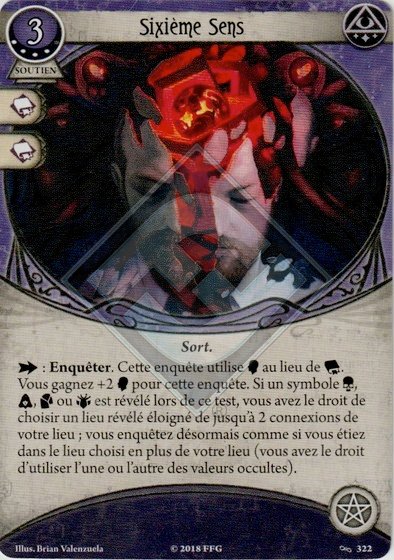 Sixième Sens
3
SOUTIEN
Sort.
: Enquêter. Cette enquête utilise au lieu de .
Vous gagnez +2 pour cette enquête. Si un symbole ,
, ou est révélé lors de ce test, vous avez le droit de
choisir un lieu révélé éloigné de jusqu'à 2 connexions de
votre lieu ; vous enquêtez désormais comme si vous étiez
dans le lieu choisi en plus de votre lieu (vous avez le droit
d'utiliser l'une ou l'autre des valeurs occultes).
Illus. Brian Valenzuela
© 2018 FFG
322